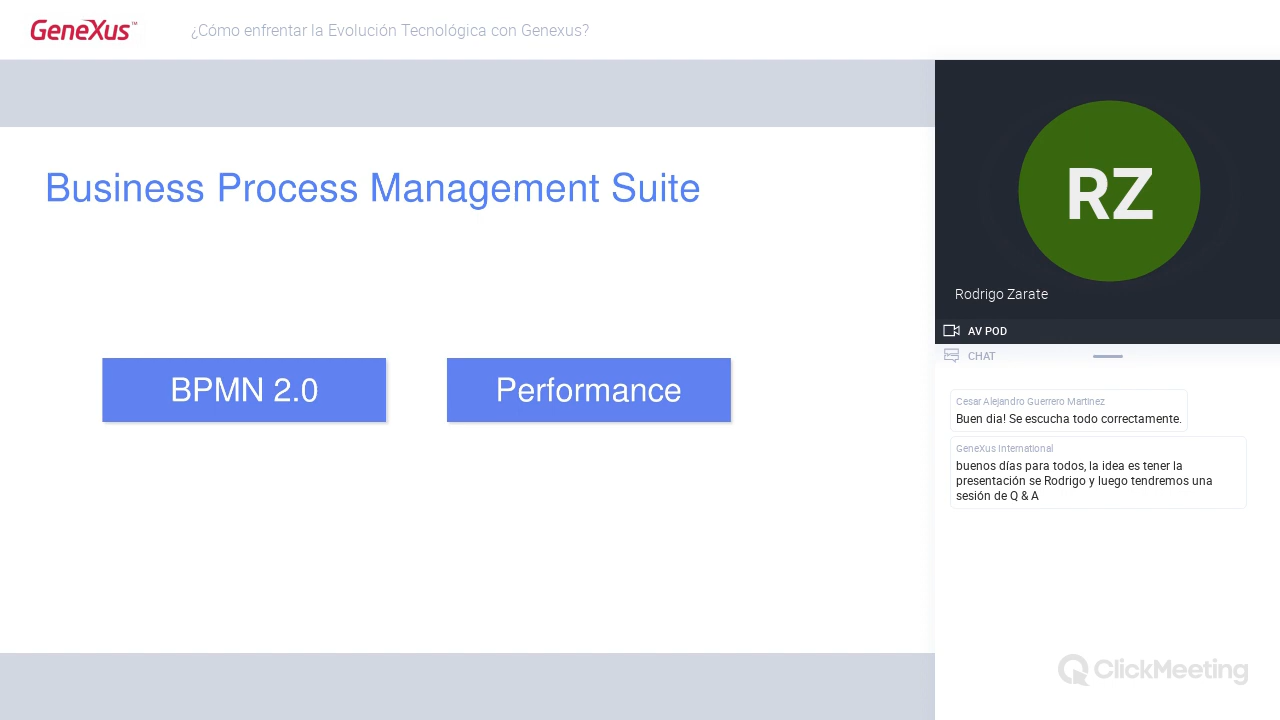 GeneXus™
¿Cómo enfrentar la Evolución Tecnológica con Genexus?
Business Process Management Suite
BPMN 2.0
Performance
RZ
Rodrigo Zarate
AV POD
CHAT
Cesar Alejandro Guerrero Martinez
Buen dia! Se escucha todo correctamente.
GeneXus International
buenos días para todos, la idea es tener la
presentación se Rodrigo y luego tendremos una
sesión de Q & A
ClickMeeting